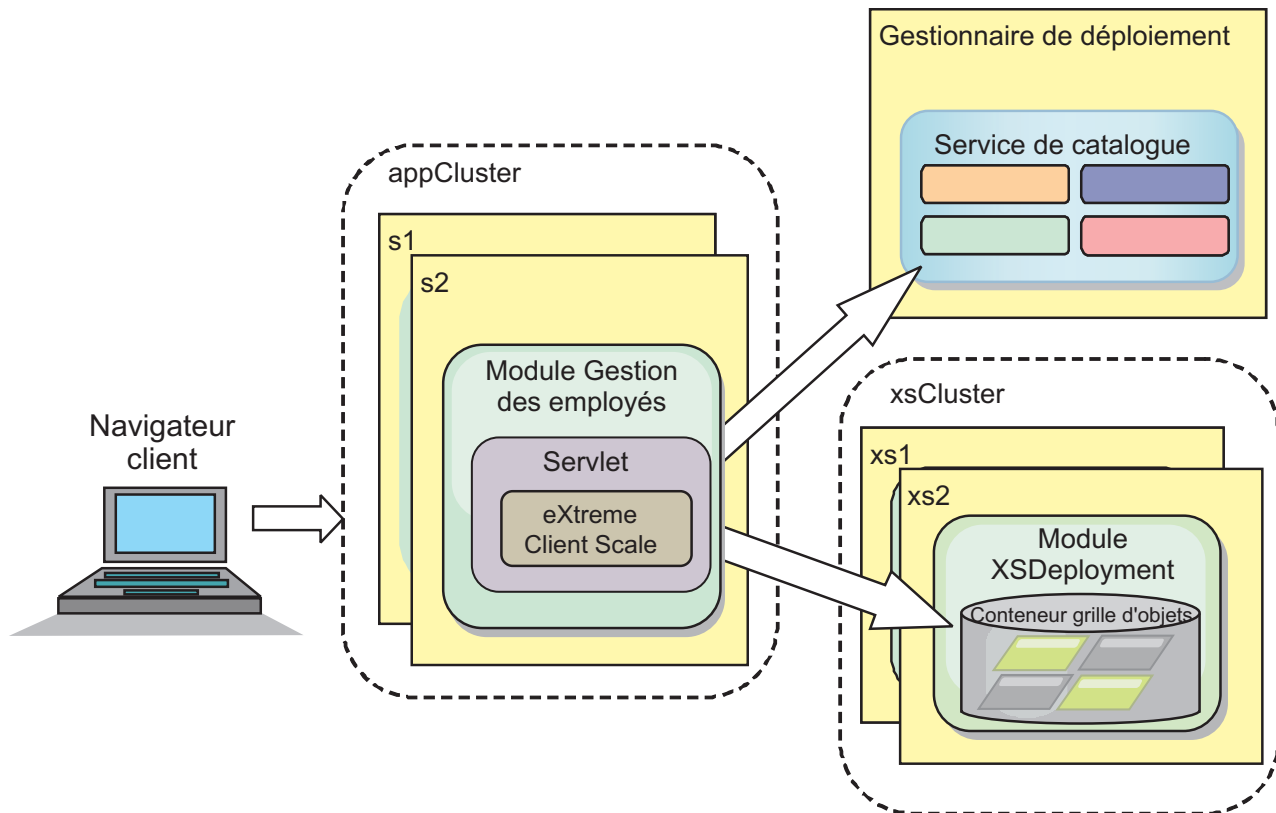 Gestionnaire de déploiement
Service de catalogue
appCluster
s1
s2
Module Gestion
des employés
Servlet
eXtreme
Client Scale
Navigateur
client
xsCluster
xs1
xs2
Module
XSDeployment
Conteneur grille d'objets